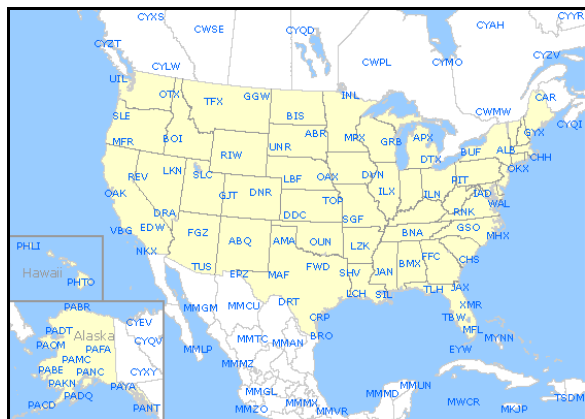 CYXS
CWSE
CYQD
CYAH
CYYR
CYZT
CYLW
CWPL
CYMO
CYZV
UIL
OTX
TFX
GGW
INL
CAR
SLE
BIS
CWMW
CYQI
MFR
BOI
ABR
MPX
GRB
APX
GYX
RIW
UNR
DTX
BUF
ALB
CHH
REV
LKN
SLC
LBF
OAX
DVN
PIT
OKX
OAK
GJT
DNR
TOP
ILX
ILN
IAD
WAL
DRA
DDC
SGF
RNK
VBG
EDW
FGZ
ABQ
AMA
OUN
LZK
BNA
GSO
MHX
NKX
TUS
EPZ
MAF
FWD
SHV
JAN
BMX
FFC
CHS
PHLI
Hawaii
PHTO
DRT
LCH
SIL
TLH
JAX
PABR
MMGM
MMCU
CRP
BRO
XMR
TBW
MFL
PADT
Alaska
CYEV
PAOM
PAFA
CYQV
MMLP
MMTC
MMAN
EYW
MYNN
PAMC
PABE
PANC
CYXY
MMMZ
PAKN
PAYA
PADQ
PACD
PANT
MMGL
MMZO
MMMX
MMVR
MMMD
MMUN
MWCR
MKJP
TSDM